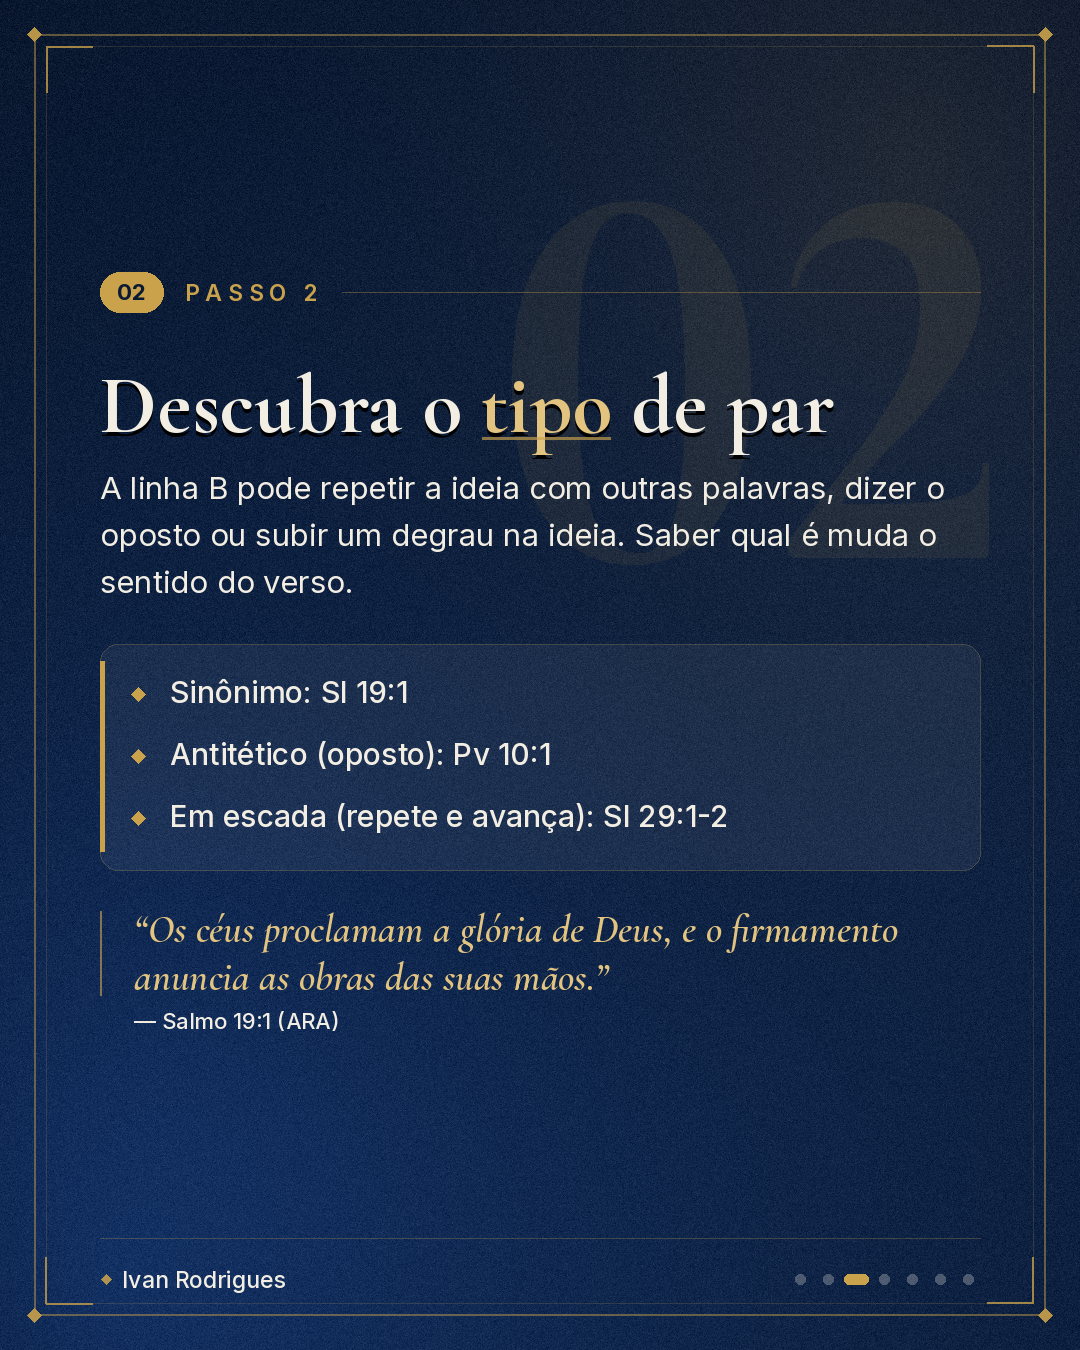 02 PASSO 2
02
Descubra o tipo de par
A linha B pode repetir a ideia com outras palavras, dizer o
oposto ou subir um degrau na ideia. Saber qual é muda o
sentido do verso.
Sinônimo: Sl 19:1
Antitético (oposto): Pv 10:1
Em escada (repete e avança): Sl 29:1-2
“Os céus proclamam a glória de Deus, e o firmamento
anuncia as obras das suas mãos.”
— Salmo 19:1 (ARA)
Ivan Rodrigues